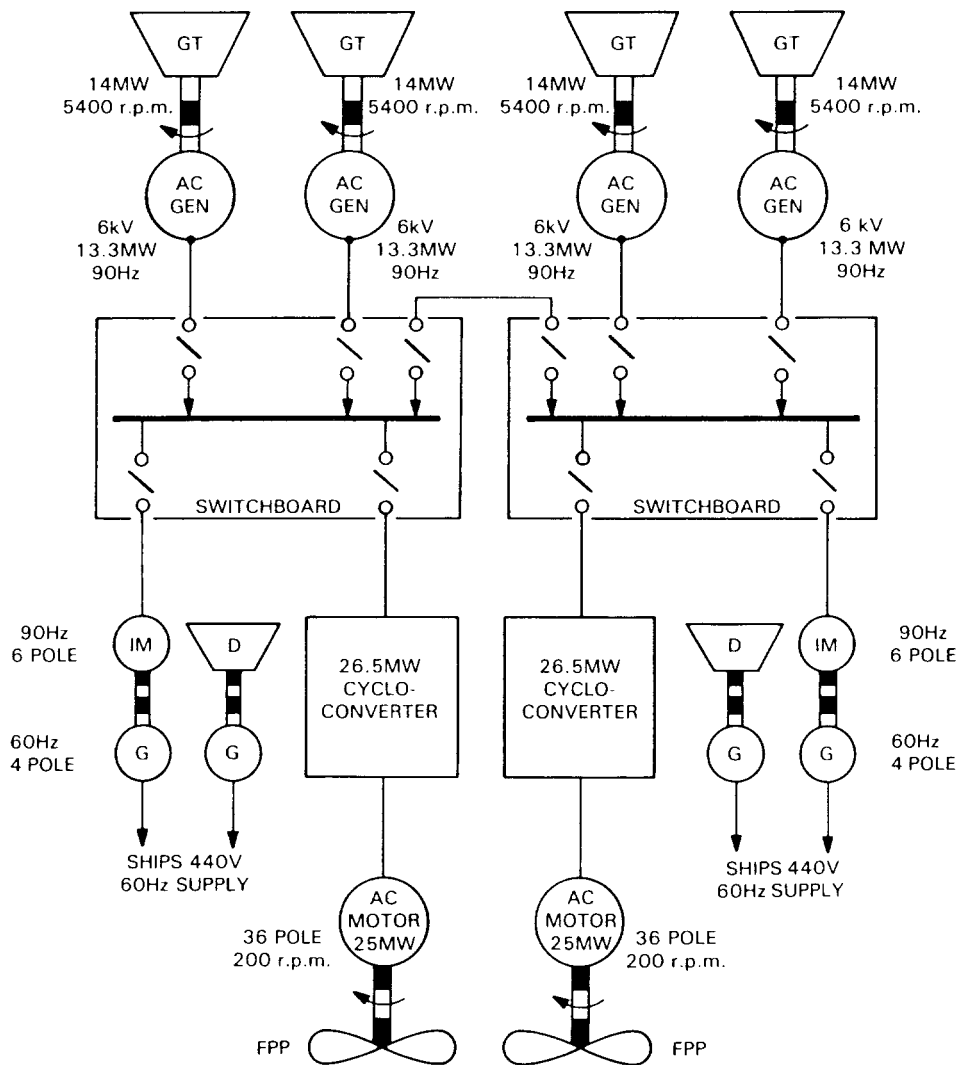 GT
GT
GT
GT
14MW
5400 r.p.m.
14MW
5400 r.p.m.
14MW
5400 r.p.m.
14MW
5400 r.p.m.
AC
GEN
AC
GEN
AC
GEN
AC
GEN
6kV
13.3MW
90Hz
6kV
13.3MW
90Hz
6kV
13.3MW
90Hz
6 kV
13.3 MW
90Hz
SWITCHBOARD
SWITCHBOARD
90Hz
6 POLE
IM
D
26.5MW
CYCLO-
CONVERTER
26.5MW
CYCLO-
CONVERTER
D
IM
90Hz
6 POLE
60Hz
4 POLE
G
G
G
G
60Hz
4 POLE
SHIPS 440V
60Hz SUPPLY
SHIPS 440V
60Hz SUPPLY
AC
MOTOR
25MW
36 POLE
200 r.p.m.
AC
MOTOR
25MW
36 POLE
200 r.p.m.
FPP
FPP